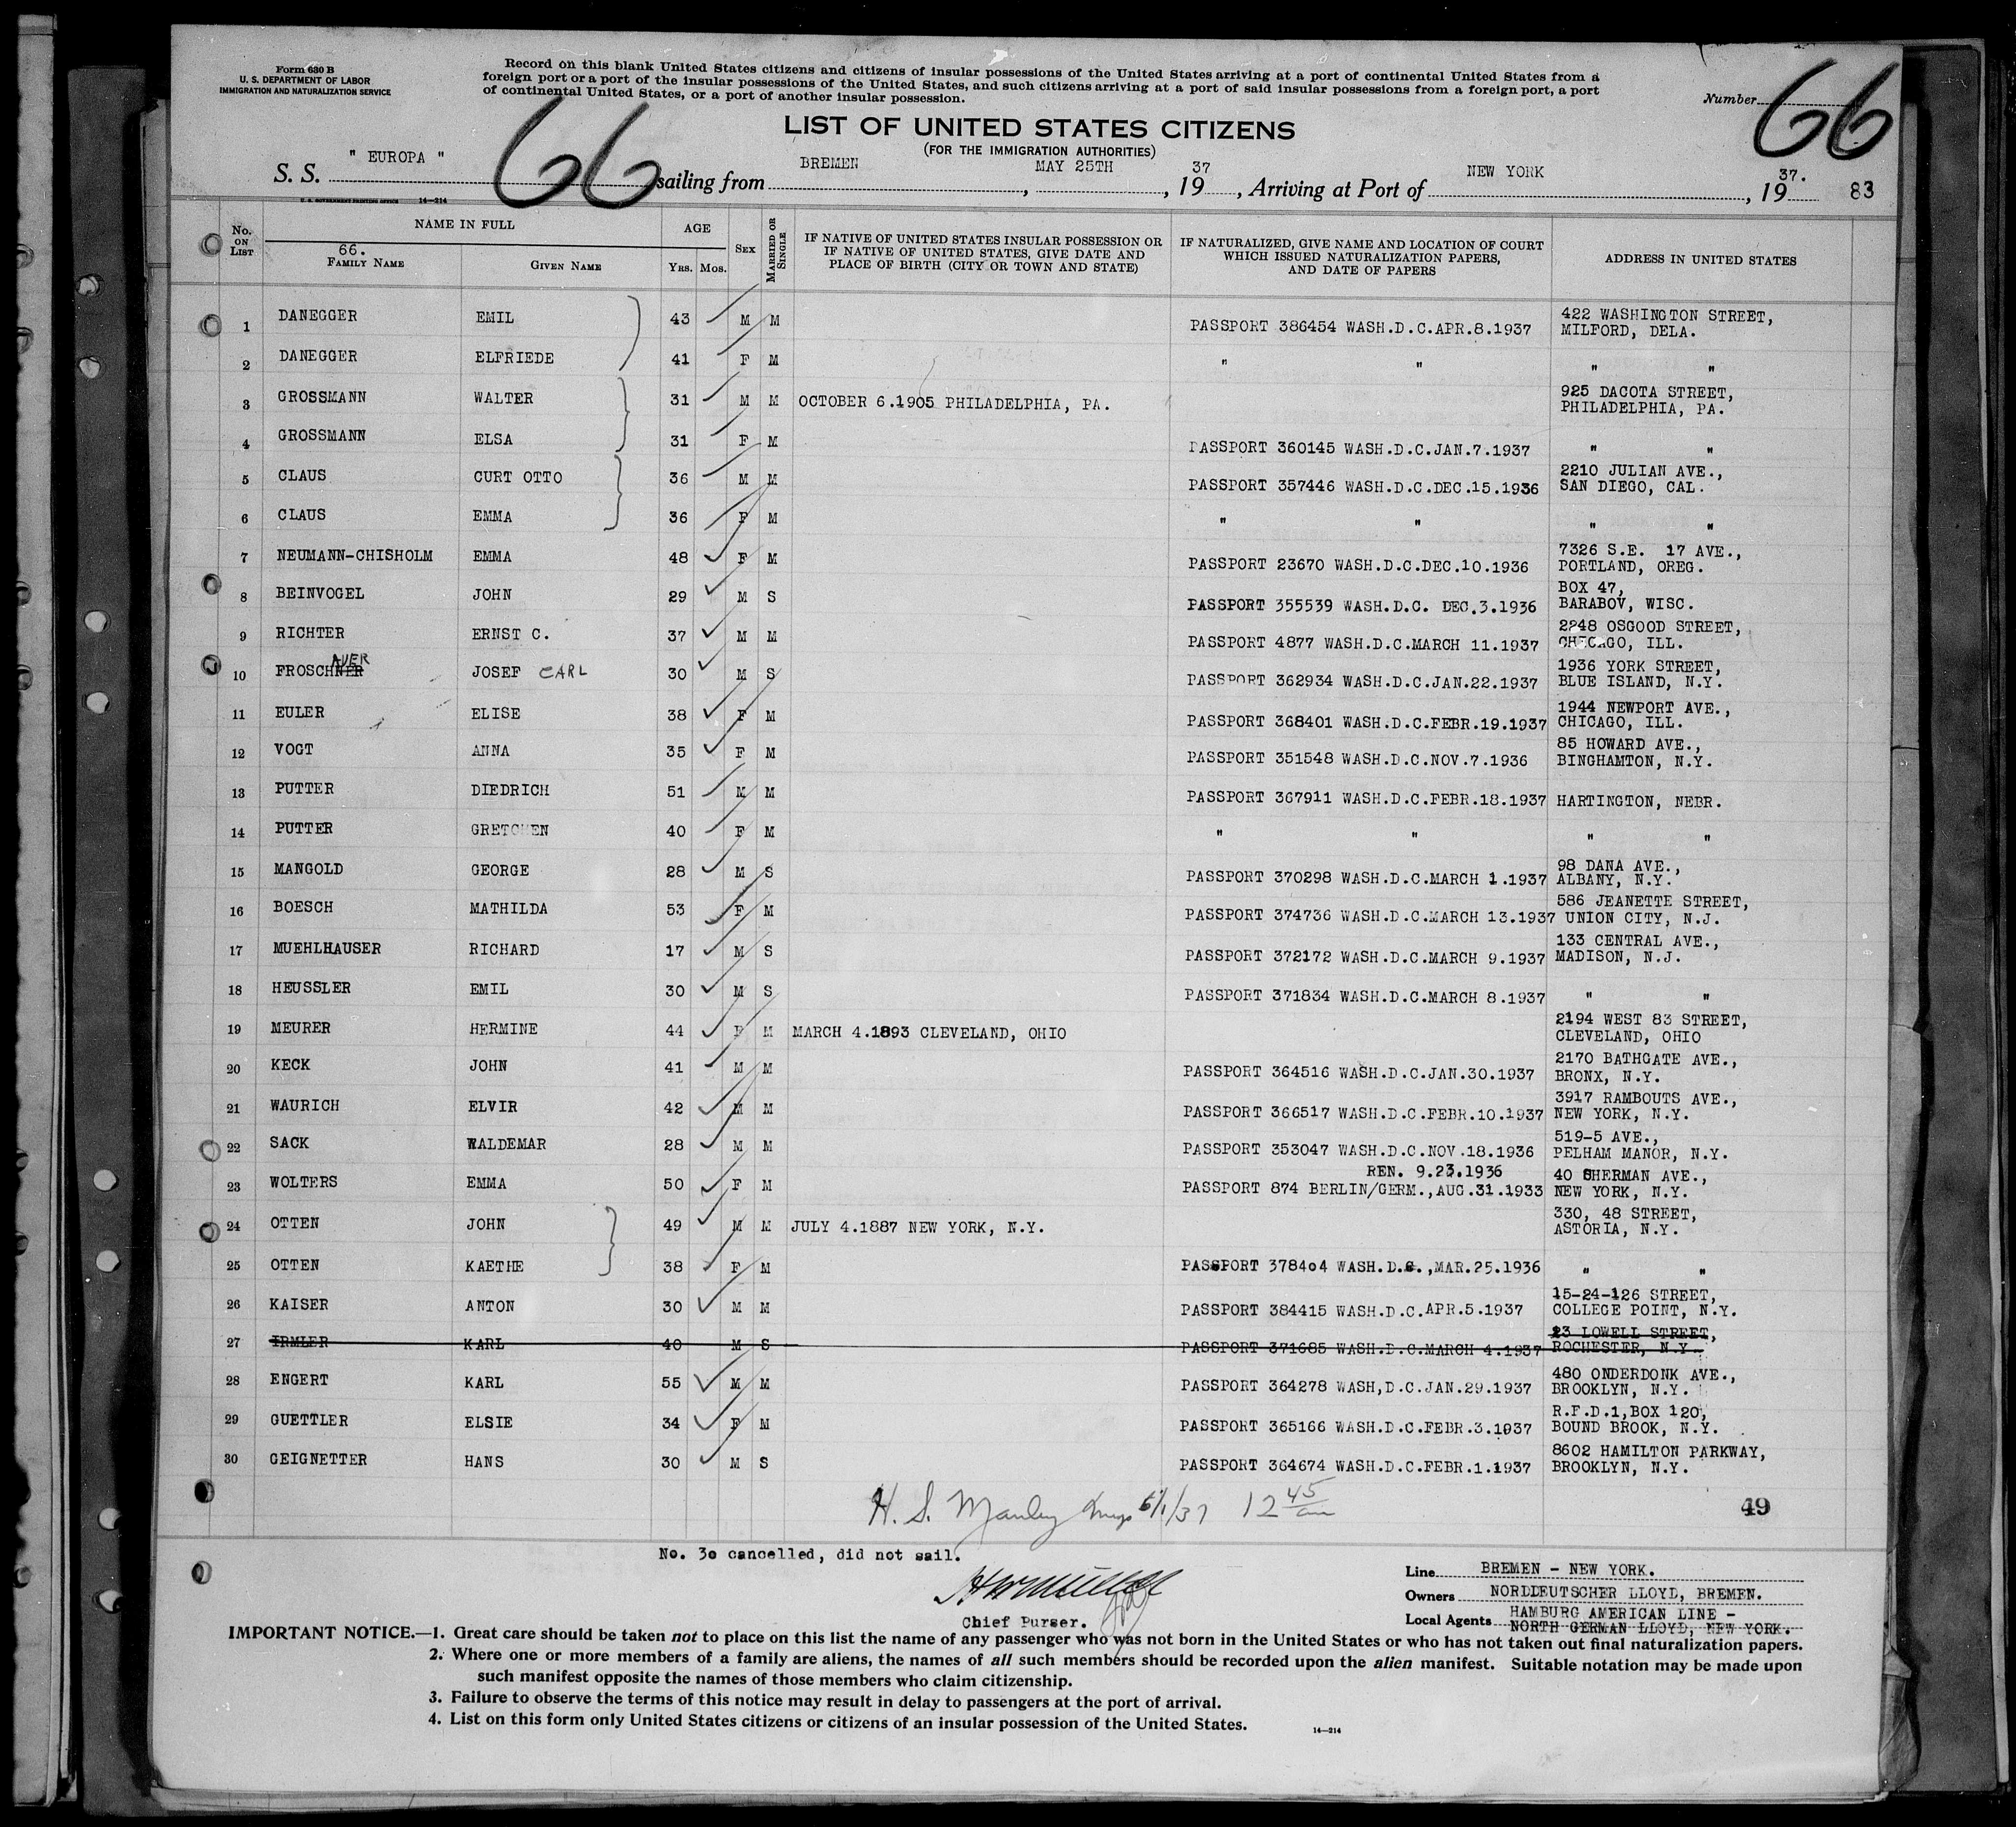 Form 630 B
U. S. DEPARTMENT OF LABOR
IMMIGRATION AND NATURALIZATION SERVICE
Record on this blank United States citizens and citizens of insular possessions of the United States arriving at a port of continental United States from a
foreign port or a port of the insular possessions of the United States, and such citizens arriving at a port of said insular possessions from a foreign port, a port
of continental United States, or a port of another insular possession.
Number 66
LIST OF UNITED STATES CITIZENS
(FOR THE IMMIGRATION AUTHORITIES)
66
S. S. " EUROPA " sailing from BREMEN, MAY 25TH, 1937, Arriving at Port of NEW YORK, 1937. 83
U. S. GOVERNMENT PRINTING OFFICE 14—214
No. ON LIST NAME IN FULL AGE SEX MARRIED OR SINGLE IF NATIVE OF UNITED STATES INSULAR POSSESSION OR IF NATIVE OF UNITED STATES, GIVE DATE AND PLACE OF BIRTH (CITY OR TOWN AND STATE) IF NATURALIZED, GIVE NAME AND LOCATION OF COURT WHICH ISSUED NATURALIZATION PAPERS, AND DATE OF PAPERS ADDRESS IN UNITED STATES
66.
FAMILY NAME GIVEN NAME YRS. MOS.
1 DANEGGER EMIL 43 M M PASSPORT 386454 WASH.D.C.APR.8.1937 422 WASHINGTON STREET, MILFORD, DELA.
2 DANEGGER ELFRIEDE 41 F M " " " "
3 GROSSMANN WALTER 31 M M OCTOBER 6.1905 PHILADELPHIA, PA. 925 DACOTA STREET, PHILADELPHIA, PA.
4 GROSSMANN ELSA 31 F M PASSPORT 360145 WASH.D.C.JAN.7.1937 " "
5 CLAUS CURT OTTO 36 M M PASSPORT 357446 WASH.D.C.DEC.15.1936 2210 JULIAN AVE., SAN DIEGO, CAL.
6 CLAUS EMMA 36 F M " " " "
7 NEUMANN-CHISHOLM EMMA 48 F M PASSPORT 23670 WASH.D.C.DEC.10.1936 7326 S.E. 17 AVE., PORTLAND, OREG.
8 BEINVOGEL JOHN 29 M S PASSPORT 355539 WASH.D.C. DEC.3.1936 BOX 47, BARABOV, WISC.
9 RICHTER ERNST C. 37 M M PASSPORT 4877 WASH.D.C.MARCH 11.1937 2248 OSGOOD STREET, CHICAGO, ILL.
10 FROSCHNER AUER JOSEF CARL 30 M S PASSPORT 362934 WASH.D.C.JAN.22.1937 1936 YORK STREET, BLUE ISLAND, N.Y.
11 EULER ELISE 38 F M PASSPORT 368401 WASH.D.C.FEBR.19.1937 1944 NEWPORT AVE., CHICAGO, ILL.
12 VOGT ANNA 35 F M PASSPORT 351548 WASH.D.C.NOV.7.1936 85 HOWARD AVE., BINGHAMTON, N.Y.
13 PUTTER DIEDRICH 51 M M PASSPORT 367911 WASH.D.C.FEBR.18.1937 HARTINGTON, NEBR.
14 PUTTER GRETCHEN 40 F M " " " "
15 MANGOLD GEORGE 28 M S PASSPORT 370298 WASH.D.C.MARCH 1.1937 98 DANA AVE., ALBANY, N.Y.
16 BOESCH MATHILDA 53 F M PASSPORT 374736 WASH.D.C.MARCH 13.1937 586 JEANETTE STREET, UNION CITY, N.J.
17 MUEHLHAUSER RICHARD 17 M S PASSPORT 372172 WASH.D.C.MARCH 9.1937 133 CENTRAL AVE., MADISON, N.J.
18 HEUSSLER EMIL 30 M S PASSPORT 371834 WASH.D.C.MARCH 8.1937 " "
19 MEURER HERMINE 44 F M MARCH 4.1893 CLEVELAND, OHIO 2194 WEST 83 STREET, CLEVELAND, OHIO
20 KECK JOHN 41 M M PASSPORT 364516 WASH.D.C.JAN.30.1937 2170 BATHGATE AVE., BRONX, N.Y.
21 WAURICH ELVIR 42 M M PASSPORT 366517 WASH.D.C.FEBR.10.1937 3917 RAMBOUTS AVE., NEW YORK, N.Y.
22 SACK WALDEMAR 28 M M PASSPORT 353047 WASH.D.C.NOV.18.1936 519-5 AVE., PELHAM MANOR, N.Y.
23 WOLTERS EMMA 50 F M REN. 9.23.1936 PASSPORT 874 BERLIN/GERM.,AUG.31.1933 40 SHERMAN AVE., NEW YORK, N.Y.
24 OTTEN JOHN 49 M M JULY 4.1887 NEW YORK, N.Y. 330, 48 STREET, ASTORIA, N.Y.
25 OTTEN KAETHE 38 F M PASSPORT 378404 WASH.D.C.,MAR.25.1936 " "
26 KAISER ANTON 30 M M PASSPORT 384415 WASH.D.C.APR.5.1937 15-24-126 STREET, COLLEGE POINT, N.Y.
27 IRMLER KARL 40 M S PASSPORT 371685 WASH.D.C.MARCH 4.1937 23 LOWELL STREET, ROCHESTER, N.Y.
28 ENGERT KARL 55 M M PASSPORT 364278 WASH,D.C.JAN.29.1937 480 ONDERDONK AVE., BROOKLYN, N.Y.
29 GUETTLER ELSIE 34 F M PASSPORT 365166 WASH.D.C.FEBR.3.1937 R.F.D.1,BOX 120, BOUND BROOK, N.Y.
30 GEIGNETTER HANS 30 M S PASSPORT 364674 WASH.D.C.FEBR.1.1937 8602 HAMILTON PARKWAY, BROOKLYN, N.Y.
H. S. Manley 6/1/37 12 45 am
49
No. 30 cancelled, did not sail.
Chief Purser.
Line BREMEN - NEW YORK.
Owners NORDDEUTSCHER LLOYD, BREMEN.
Local Agents HAMBURG AMERICAN LINE -
NORTH GERMAN LLOYD, NEW YORK.
IMPORTANT NOTICE.—1. Great care should be taken not to place on this list the name of any passenger who was not born in the United States or who has not taken out final naturalization papers.
2. Where one or more members of a family are aliens, the names of all such members should be recorded upon the alien manifest. Suitable notation may be made upon
such manifest opposite the names of those members who claim citizenship.
3. Failure to observe the terms of this notice may result in delay to passengers at the port of arrival.
4. List on this form only United States citizens or citizens of an insular possession of the United States.
14—214